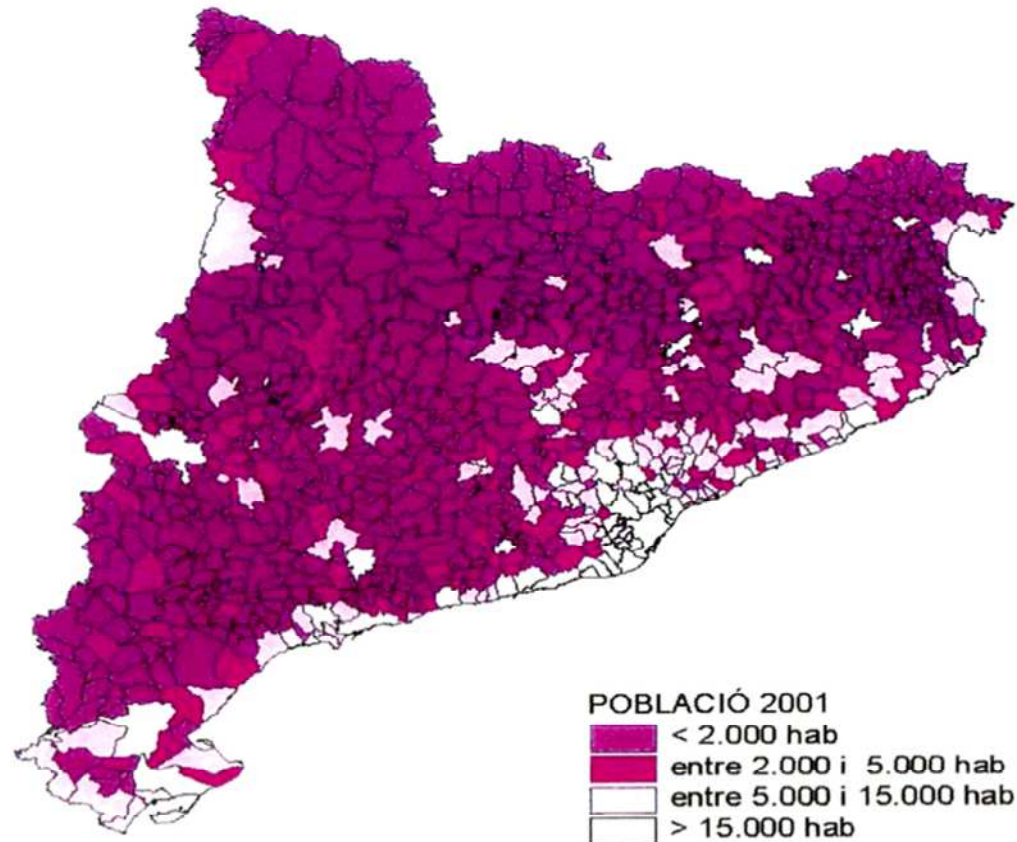 POBLACIÓ 2001
< 2.000 hab
entre 2.000 i 5.000 hab
entre 5.000 i 15.000 hab
> 15.000 hab